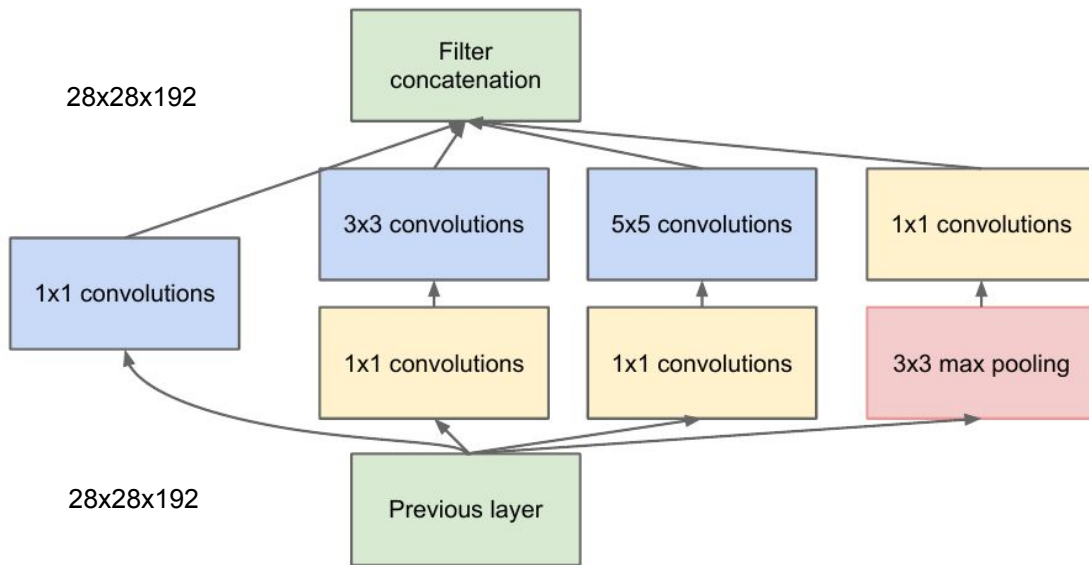 Filter
concatenation
28x28x192
3x3 convolutions
5x5 convolutions
1x1 convolutions
1x1 convolutions
1x1 convolutions
1x1 convolutions
3x3 max pooling
28x28x192
Previous layer